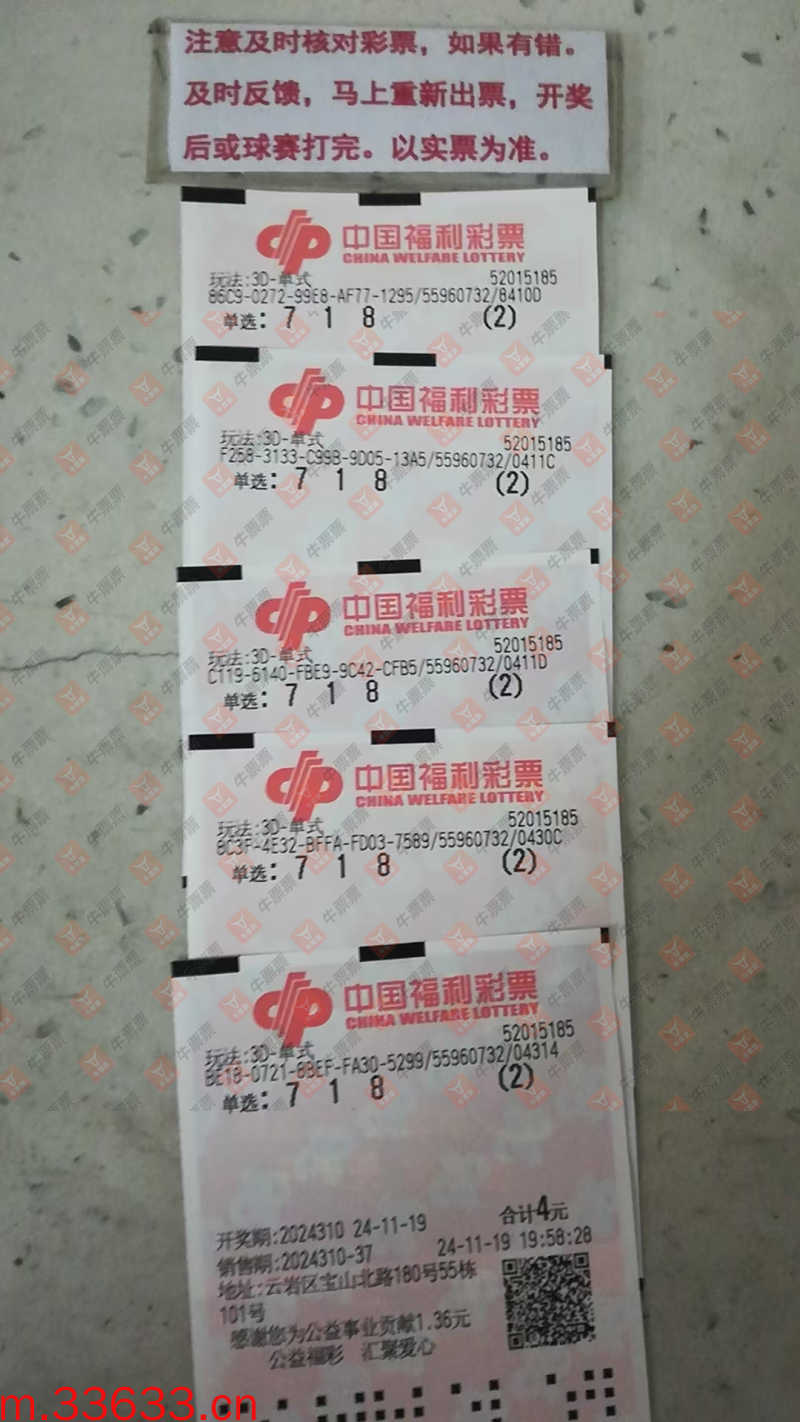 注意及时核对彩票，如果有错。
及时反馈，马上重新出票，开奖
后或球赛打完。以实票为准。
中国福利彩票
CHINA WELFARE LOTTERY
玩法:3D-单式 52015185
86C9-0272-99E8-AF77-1295/55960732/8410D
单选: 7 1 8 (2)
中国福利彩票
CHINA WELFARE LOTTERY
玩法:3D-单式 52015185
F258-3133-C99B-9D05-13A5/55960732/0411C
单选: 7 1 8 (2)
中国福利彩票
CHINA WELFARE LOTTERY
玩法:3D-单式 52015185
C119-6140-FBE9-9C42-CFB5/55960732/0411D
单选: 7 1 8 (2)
中国福利彩票
CHINA WELFARE LOTTERY
玩法:3D-单式 52015185
8C3F-4E32-BFFA-FD03-7589/55960732/0430C
单选: 7 1 8 (2)
中国福利彩票
CHINA WELFARE LOTTERY
玩法:3D-单式 52015185
BE18-0721-8BEF-FA30-5299/55960732/04314
单选: 7 1 8 (2)
开奖期:2024310 24-11-19 合计4元
销售期:2024310-37 24-11-19 19:58:28
地址:云岩区宝山北路180号55栋
101号
感谢您为公益事业贡献1.36元
公益福彩 汇聚爱心
m.33633.cn
牛票票